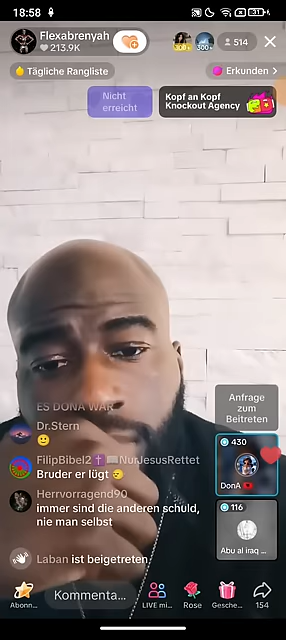 18:58
31
Flexabrenyah
213.9K
300+
514
Tägliche Rangliste
Erkunden >
Nicht
erreicht
Kopf an Kopf
Knockout Agency
ES DONA WAR
Dr.Stern
FilipBibel2 NurJesusRettet
Bruder er lügt
Herrvorragend90
immer sind die anderen schuld,
nie man selbst
Laban ist beigetreten
Anfrage
zum
Beitreten
430
DonA
116
Abu al iraq ...
Abonn...
Kommenta...
LIVE mi...
Rose
Gesche...
154